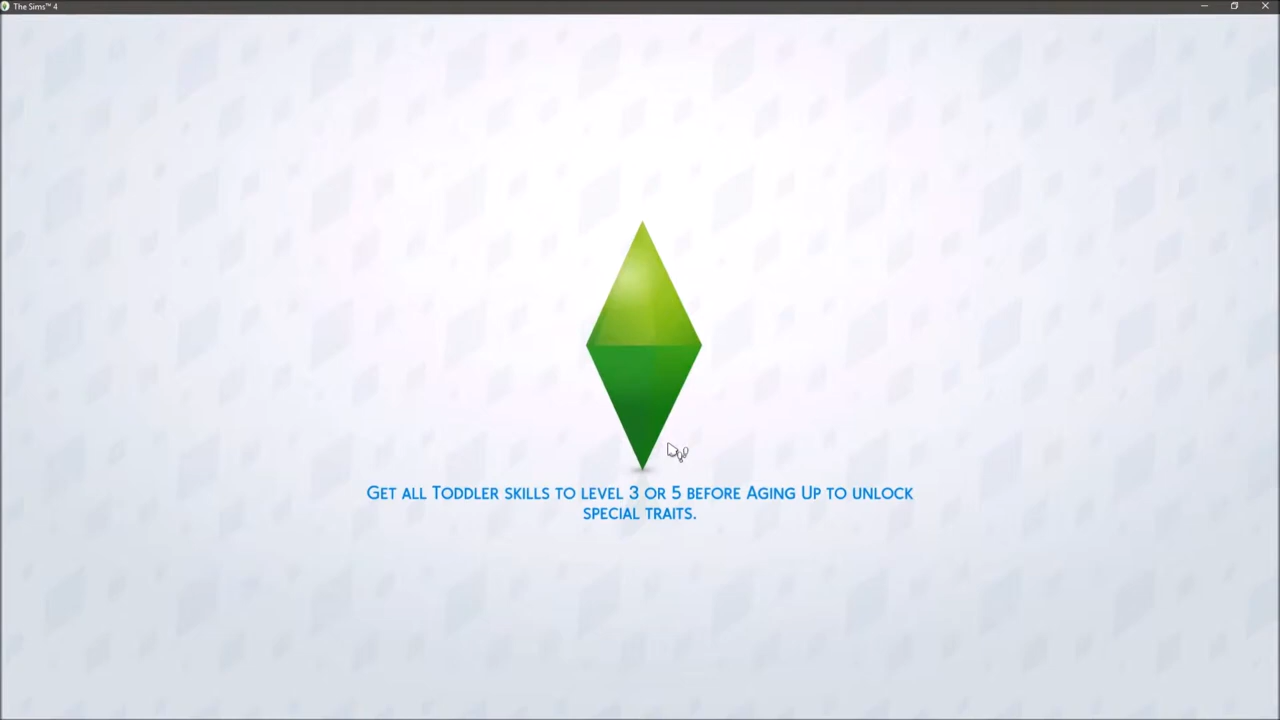 The Sims™ 4
Get all Toddler skills to level 3 or 5 before Aging Up to unlock
special traits.